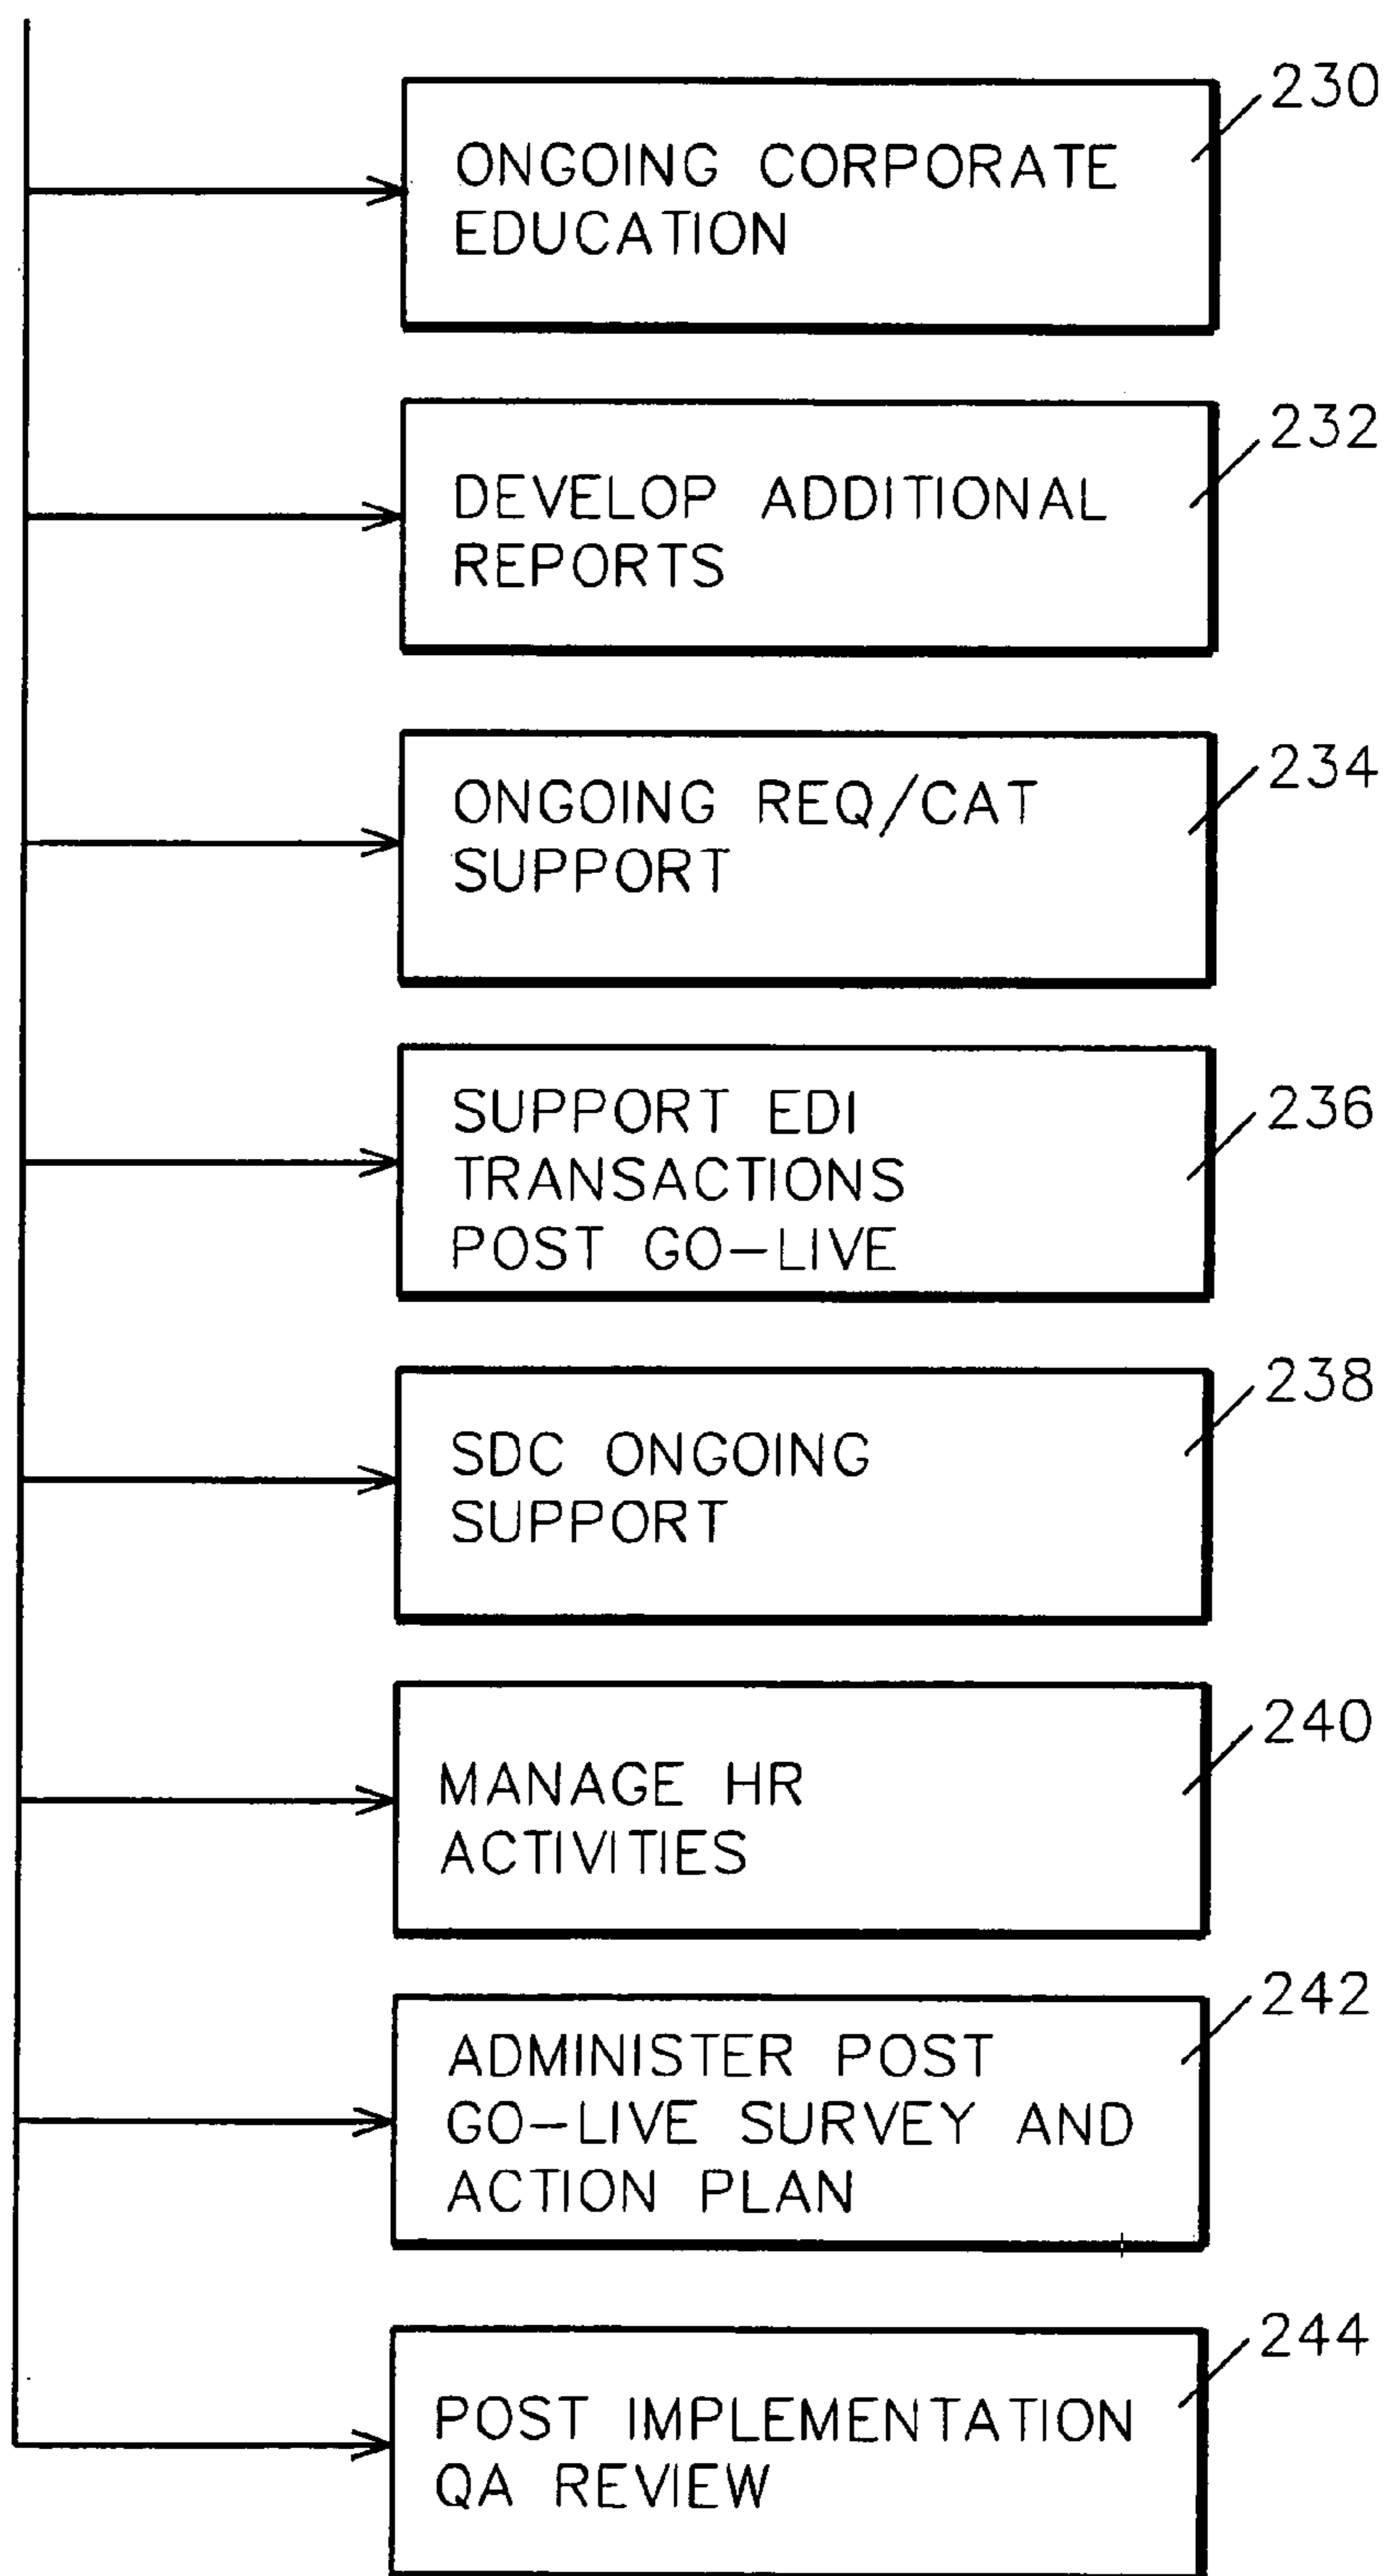 230
ONGOING CORPORATE
EDUCATION
232
DEVELOP ADDITIONAL
REPORTS
234
ONGOING REQ/CAT
SUPPORT
236
SUPPORT EDI
TRANSACTIONS
POST GO-LIVE
238
SDC ONGOING
SUPPORT
240
MANAGE HR
ACTIVITIES
242
ADMINISTER POST
GO-LIVE SURVEY AND
ACTION PLAN
244
POST IMPLEMENTATION
QA REVIEW